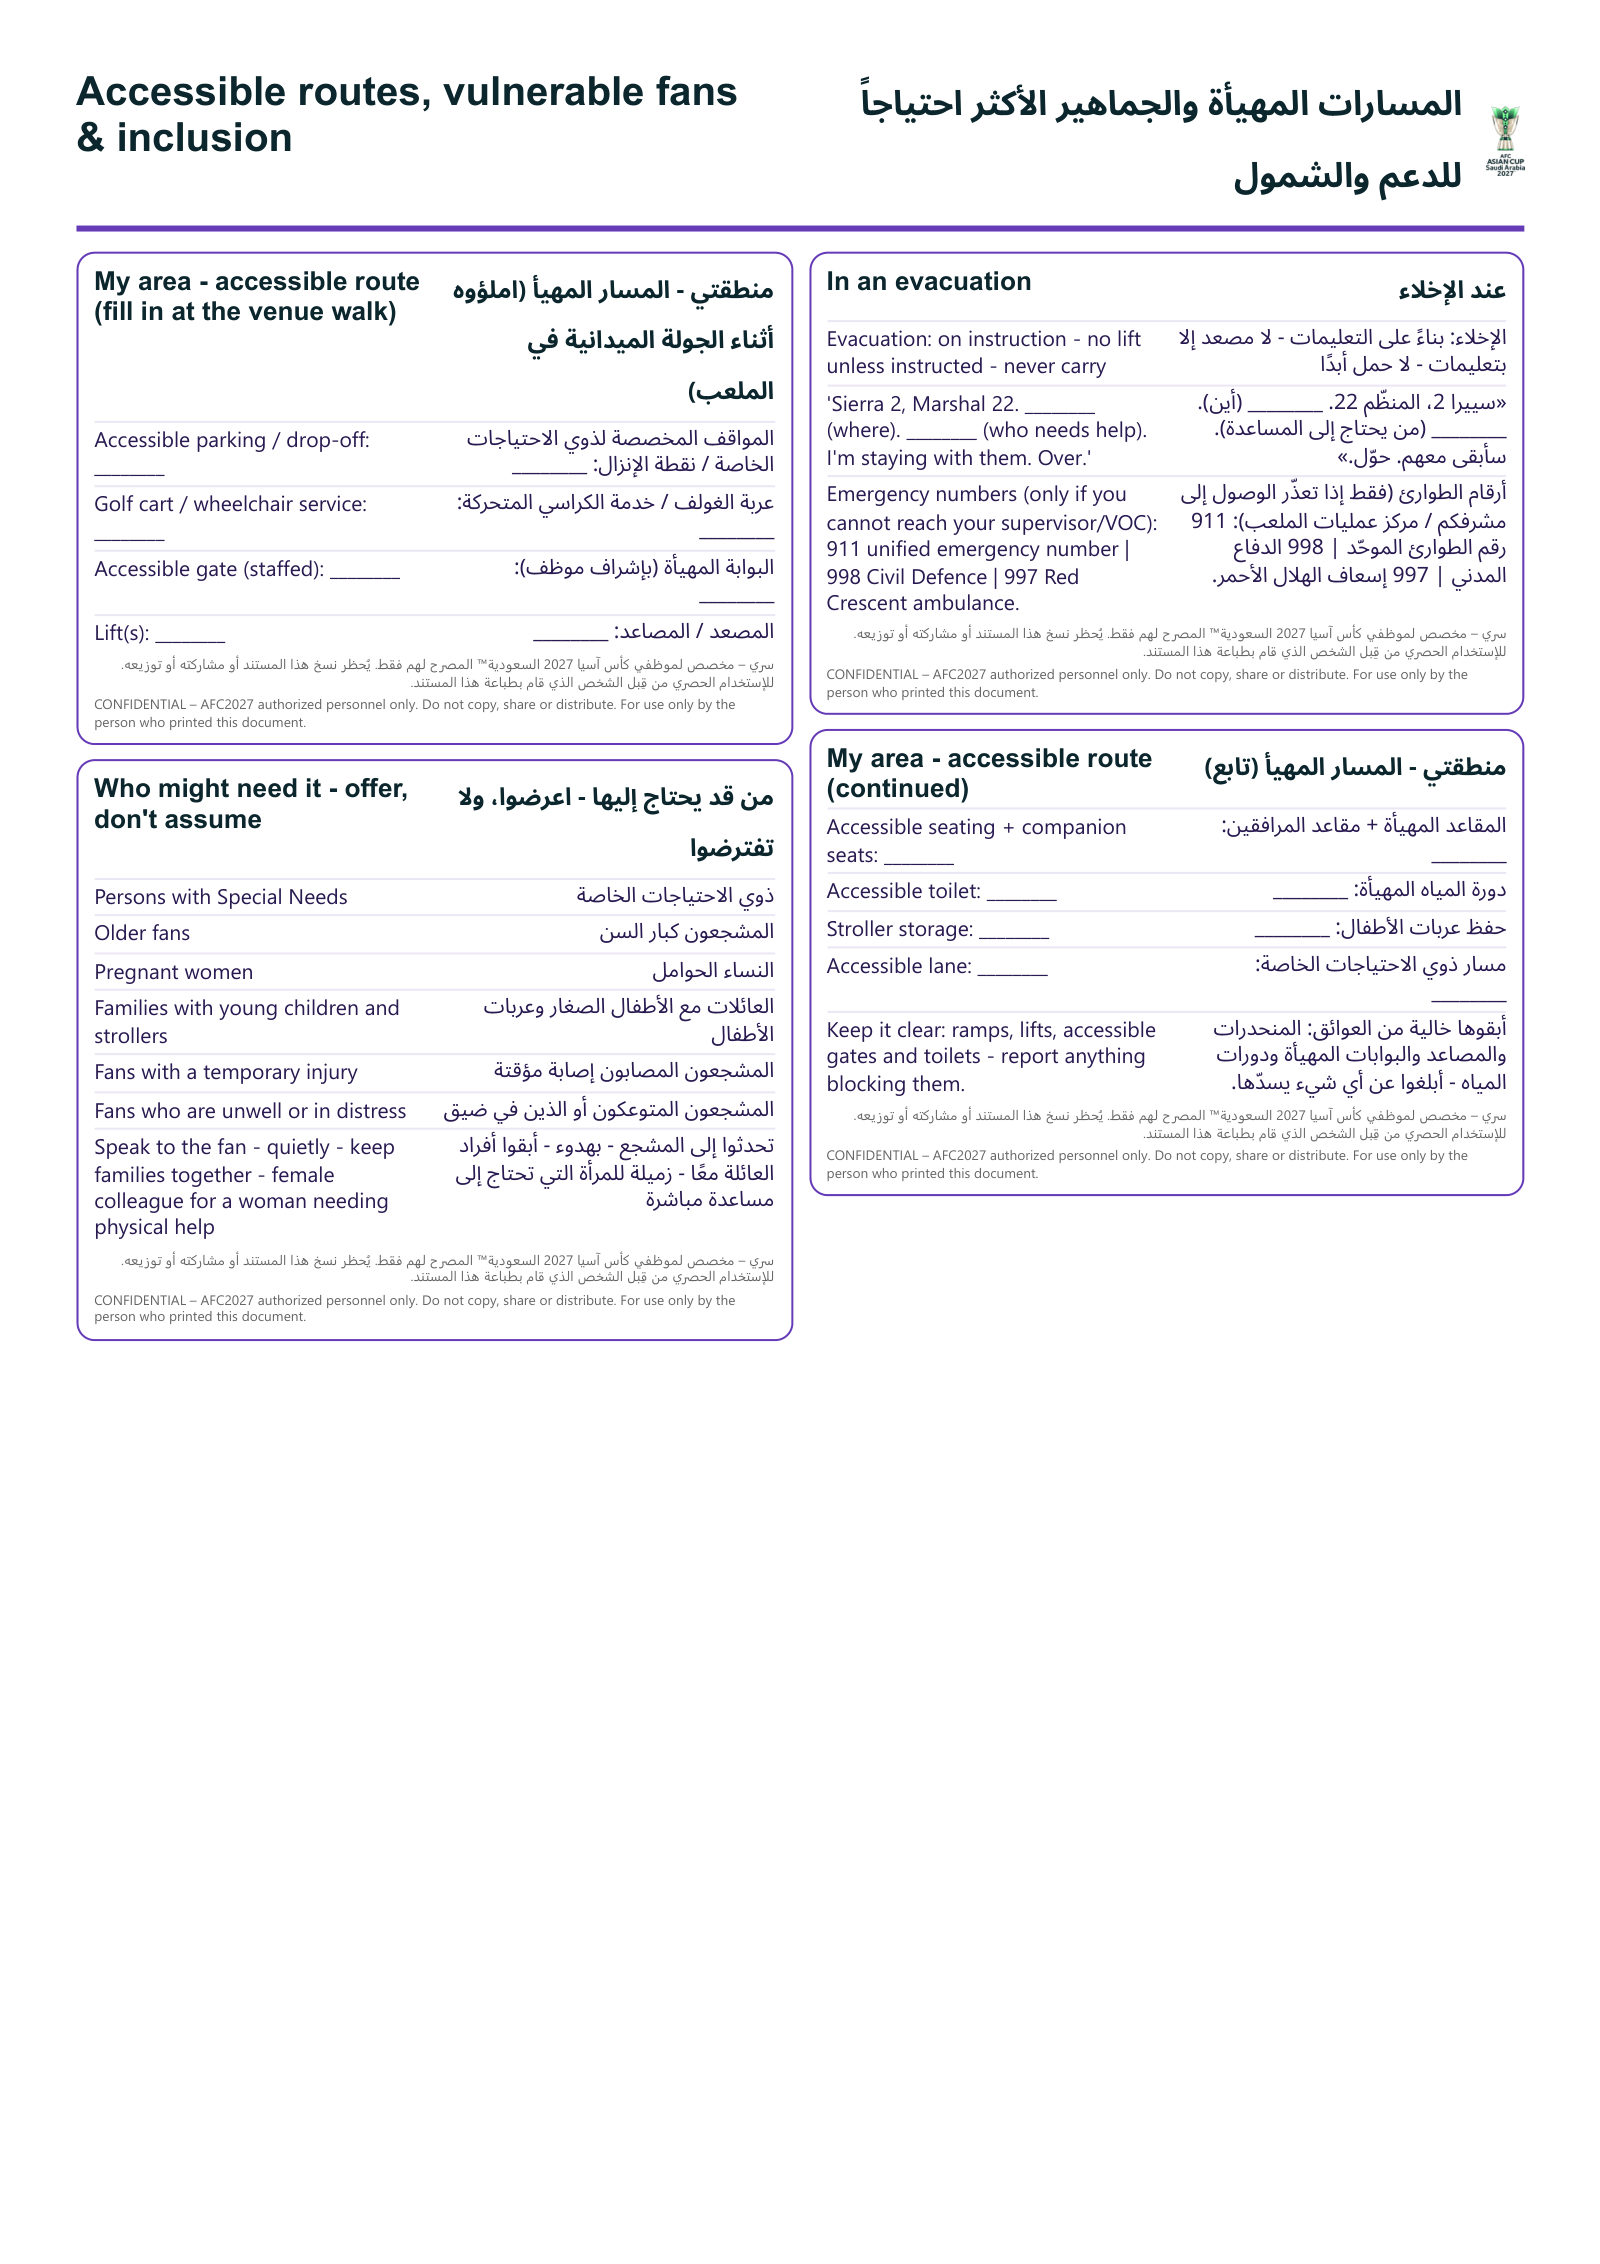 Accessible routes, vulnerable fans
& inclusion
المسارات المهيأة والجماهير الأكثر احتياجاً
للدعم والشمول
AFC
ASIAN CUP
Saudi Arabia
2027
My area - accessible route
(fill in at the venue walk)
منطقتي - المسار المهيأ (املؤوه
أثناء الجولة الميدانية في
الملعب)
Accessible parking / drop-off:
________
المواقف المخصصة لذوي الاحتياجات
الخاصة / نقطة الإنزال: ________
Golf cart / wheelchair service:
________
عربة الغولف / خدمة الكراسي المتحركة:
________
Accessible gate (staffed): ________
البوابة المهيأة (بإشراف موظف):
________
Lift(s): ________
المصعد / المصاعد: ________
سري – مخصص لموظفي كأس آسيا 2027 السعودية™ المصرح لهم فقط. يُحظر نسخ هذا المستند أو مشاركته أو توزيعه.
للإستخدام الحصري من قِبل الشخص الذي قام بطباعة هذا المستند.
CONFIDENTIAL – AFC2027 authorized personnel only. Do not copy, share or distribute. For use only by the
person who printed this document.
Who might need it - offer,
don't assume
من قد يحتاج إليها - اعرضوا، ولا
تفترضوا
Persons with Special Needs
ذوي الاحتياجات الخاصة
Older fans
المشجعون كبار السن
Pregnant women
النساء الحوامل
Families with young children and
strollers
العائلات مع الأطفال الصغار وعربات
الأطفال
Fans with a temporary injury
المشجعون المصابون إصابة مؤقتة
Fans who are unwell or in distress
المشجعون المتوعكون أو الذين في ضيق
Speak to the fan - quietly - keep
families together - female
colleague for a woman needing
physical help
تحدثوا إلى المشجع - بهدوء - أبقوا أفراد
العائلة معًا - زميلة للمرأة التي تحتاج إلى
مساعدة مباشرة
سري – مخصص لموظفي كأس آسيا 2027 السعودية™ المصرح لهم فقط. يُحظر نسخ هذا المستند أو مشاركته أو توزيعه.
للإستخدام الحصري من قِبل الشخص الذي قام بطباعة هذا المستند.
CONFIDENTIAL – AFC2027 authorized personnel only. Do not copy, share or distribute. For use only by the
person who printed this document.
In an evacuation
عند الإخلاء
Evacuation: on instruction - no lift
unless instructed - never carry
الإخلاء: بناءً على التعليمات - لا مصعد إلا
بتعليمات - لا حمل أبدًا
'Sierra 2, Marshal 22. ________
(where). ________ (who needs help).
I'm staying with them. Over.'
«سييرا 2، المنظّم 22. ________ (أين).
________ (من يحتاج إلى المساعدة).
سأبقى معهم. حوّل.»
Emergency numbers (only if you
cannot reach your supervisor/VOC):
911 unified emergency number |
998 Civil Defence | 997 Red
Crescent ambulance.
أرقام الطوارئ (فقط إذا تعذّر الوصول إلى
مشرفكم / مركز عمليات الملعب): 911
رقم الطوارئ الموحّد | 998 الدفاع
المدني | 997 إسعاف الهلال الأحمر.
سري – مخصص لموظفي كأس آسيا 2027 السعودية™ المصرح لهم فقط. يُحظر نسخ هذا المستند أو مشاركته أو توزيعه.
للإستخدام الحصري من قِبل الشخص الذي قام بطباعة هذا المستند.
CONFIDENTIAL – AFC2027 authorized personnel only. Do not copy, share or distribute. For use only by the
person who printed this document.
My area - accessible route
(continued)
منطقتي - المسار المهيأ (تابع)
Accessible seating + companion
seats: ________
المقاعد المهيأة + مقاعد المرافقين:
________
Accessible toilet: ________
دورة المياه المهيأة: ________
Stroller storage: ________
حفظ عربات الأطفال: ________
Accessible lane: ________
مسار ذوي الاحتياجات الخاصة:
________
Keep it clear: ramps, lifts, accessible
gates and toilets - report anything
blocking them.
أبقوها خالية من العوائق: المنحدرات
والمصاعد والبوابات المهيأة ودورات
المياه - أبلغوا عن أي شيء يسدّها.
سري – مخصص لموظفي كأس آسيا 2027 السعودية™ المصرح لهم فقط. يُحظر نسخ هذا المستند أو مشاركته أو توزيعه.
للإستخدام الحصري من قِبل الشخص الذي قام بطباعة هذا المستند.
CONFIDENTIAL – AFC2027 authorized personnel only. Do not copy, share or distribute. For use only by the
person who printed this document.